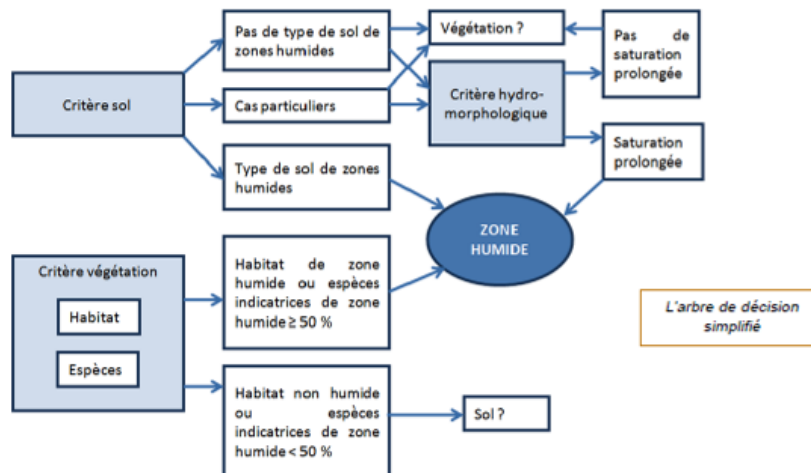 Critère sol
Pas de type de sol de
zones humides
Cas particuliers
Type de sol de zones
humides
Végétation ?
Critère hydro-
morphologique
Pas de
saturation
prolongée
Saturation
prolongée
ZONE
HUMIDE
Critère végétation
Habitat
Espèces
Habitat de zone
humide ou espèces
indicatrices de zone
humide ≥ 50 %
Habitat non humide
ou espèces
indicatrices de zone
humide < 50 %
Sol ?
L'arbre de décision
simplifié